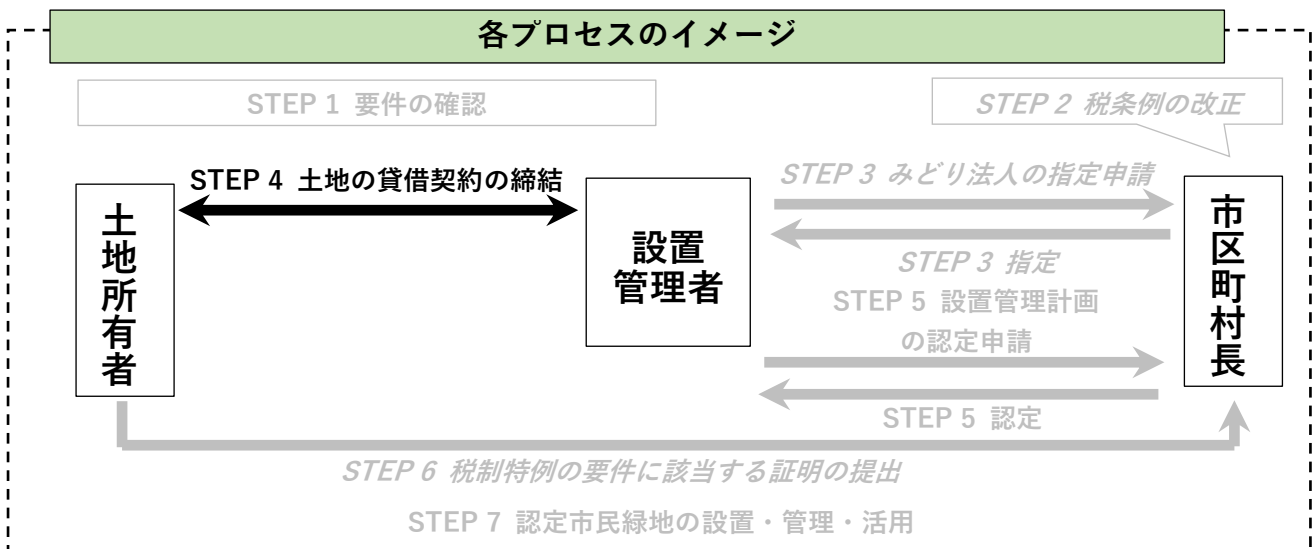 各プロセスのイメージ
STEP 1 要件の確認
STEP 2 税条例の改正
STEP 4 土地の貸借契約の締結
STEP 3 みどり法人の指定申請
土地所有者
設置
管理者
市区町村長
STEP 3 指定
STEP 5 設置管理計画
の認定申請
STEP 5 認定
STEP 6 税制特例の要件に該当する証明の提出
STEP 7 認定市民緑地の設置・管理・活用